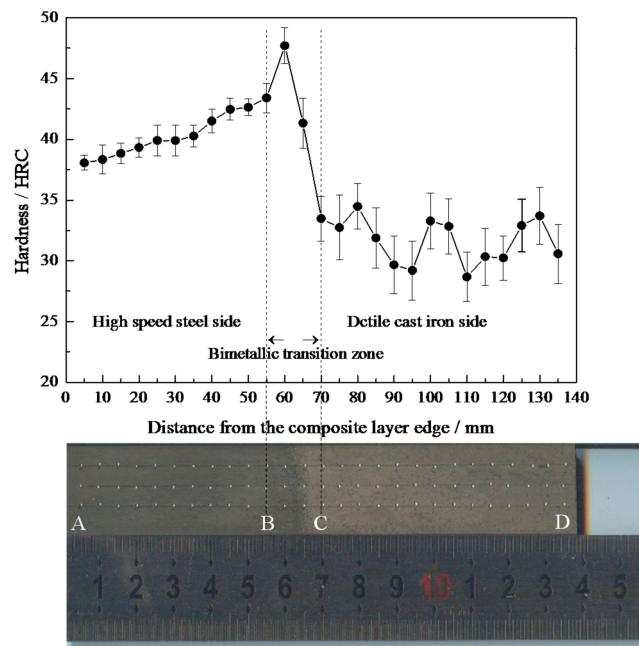 50
45
40
35
30
25
20
Hardness / HRC
High speed steel side
Dctile cast iron side
Bimetallic transition zone
0 10 20 30 40 50 60 70 80 90 100 110 120 130 140
Distance from the composite layer edge / mm
A B C D
1 2 3 4 5 6 7 8 9 10 1 2 3 4 5